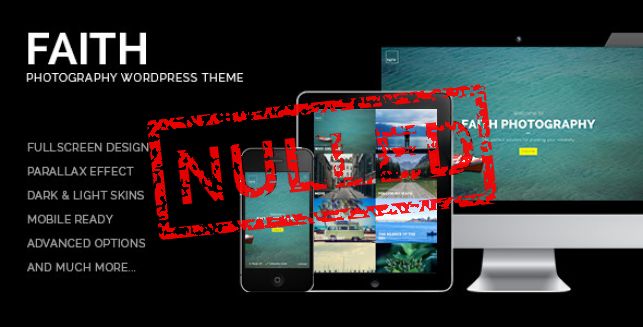 FAITH
PHOTOGRAPHY WORDPRESS THEME
FULLSCREEN DESIGN
PARALLAX EFFECT
DARK & LIGHT SKINS
MOBILE READY
ADVANCED OPTIONS
AND MUCH MORE...
NULLED
FAITH PHOTOGRAPHY